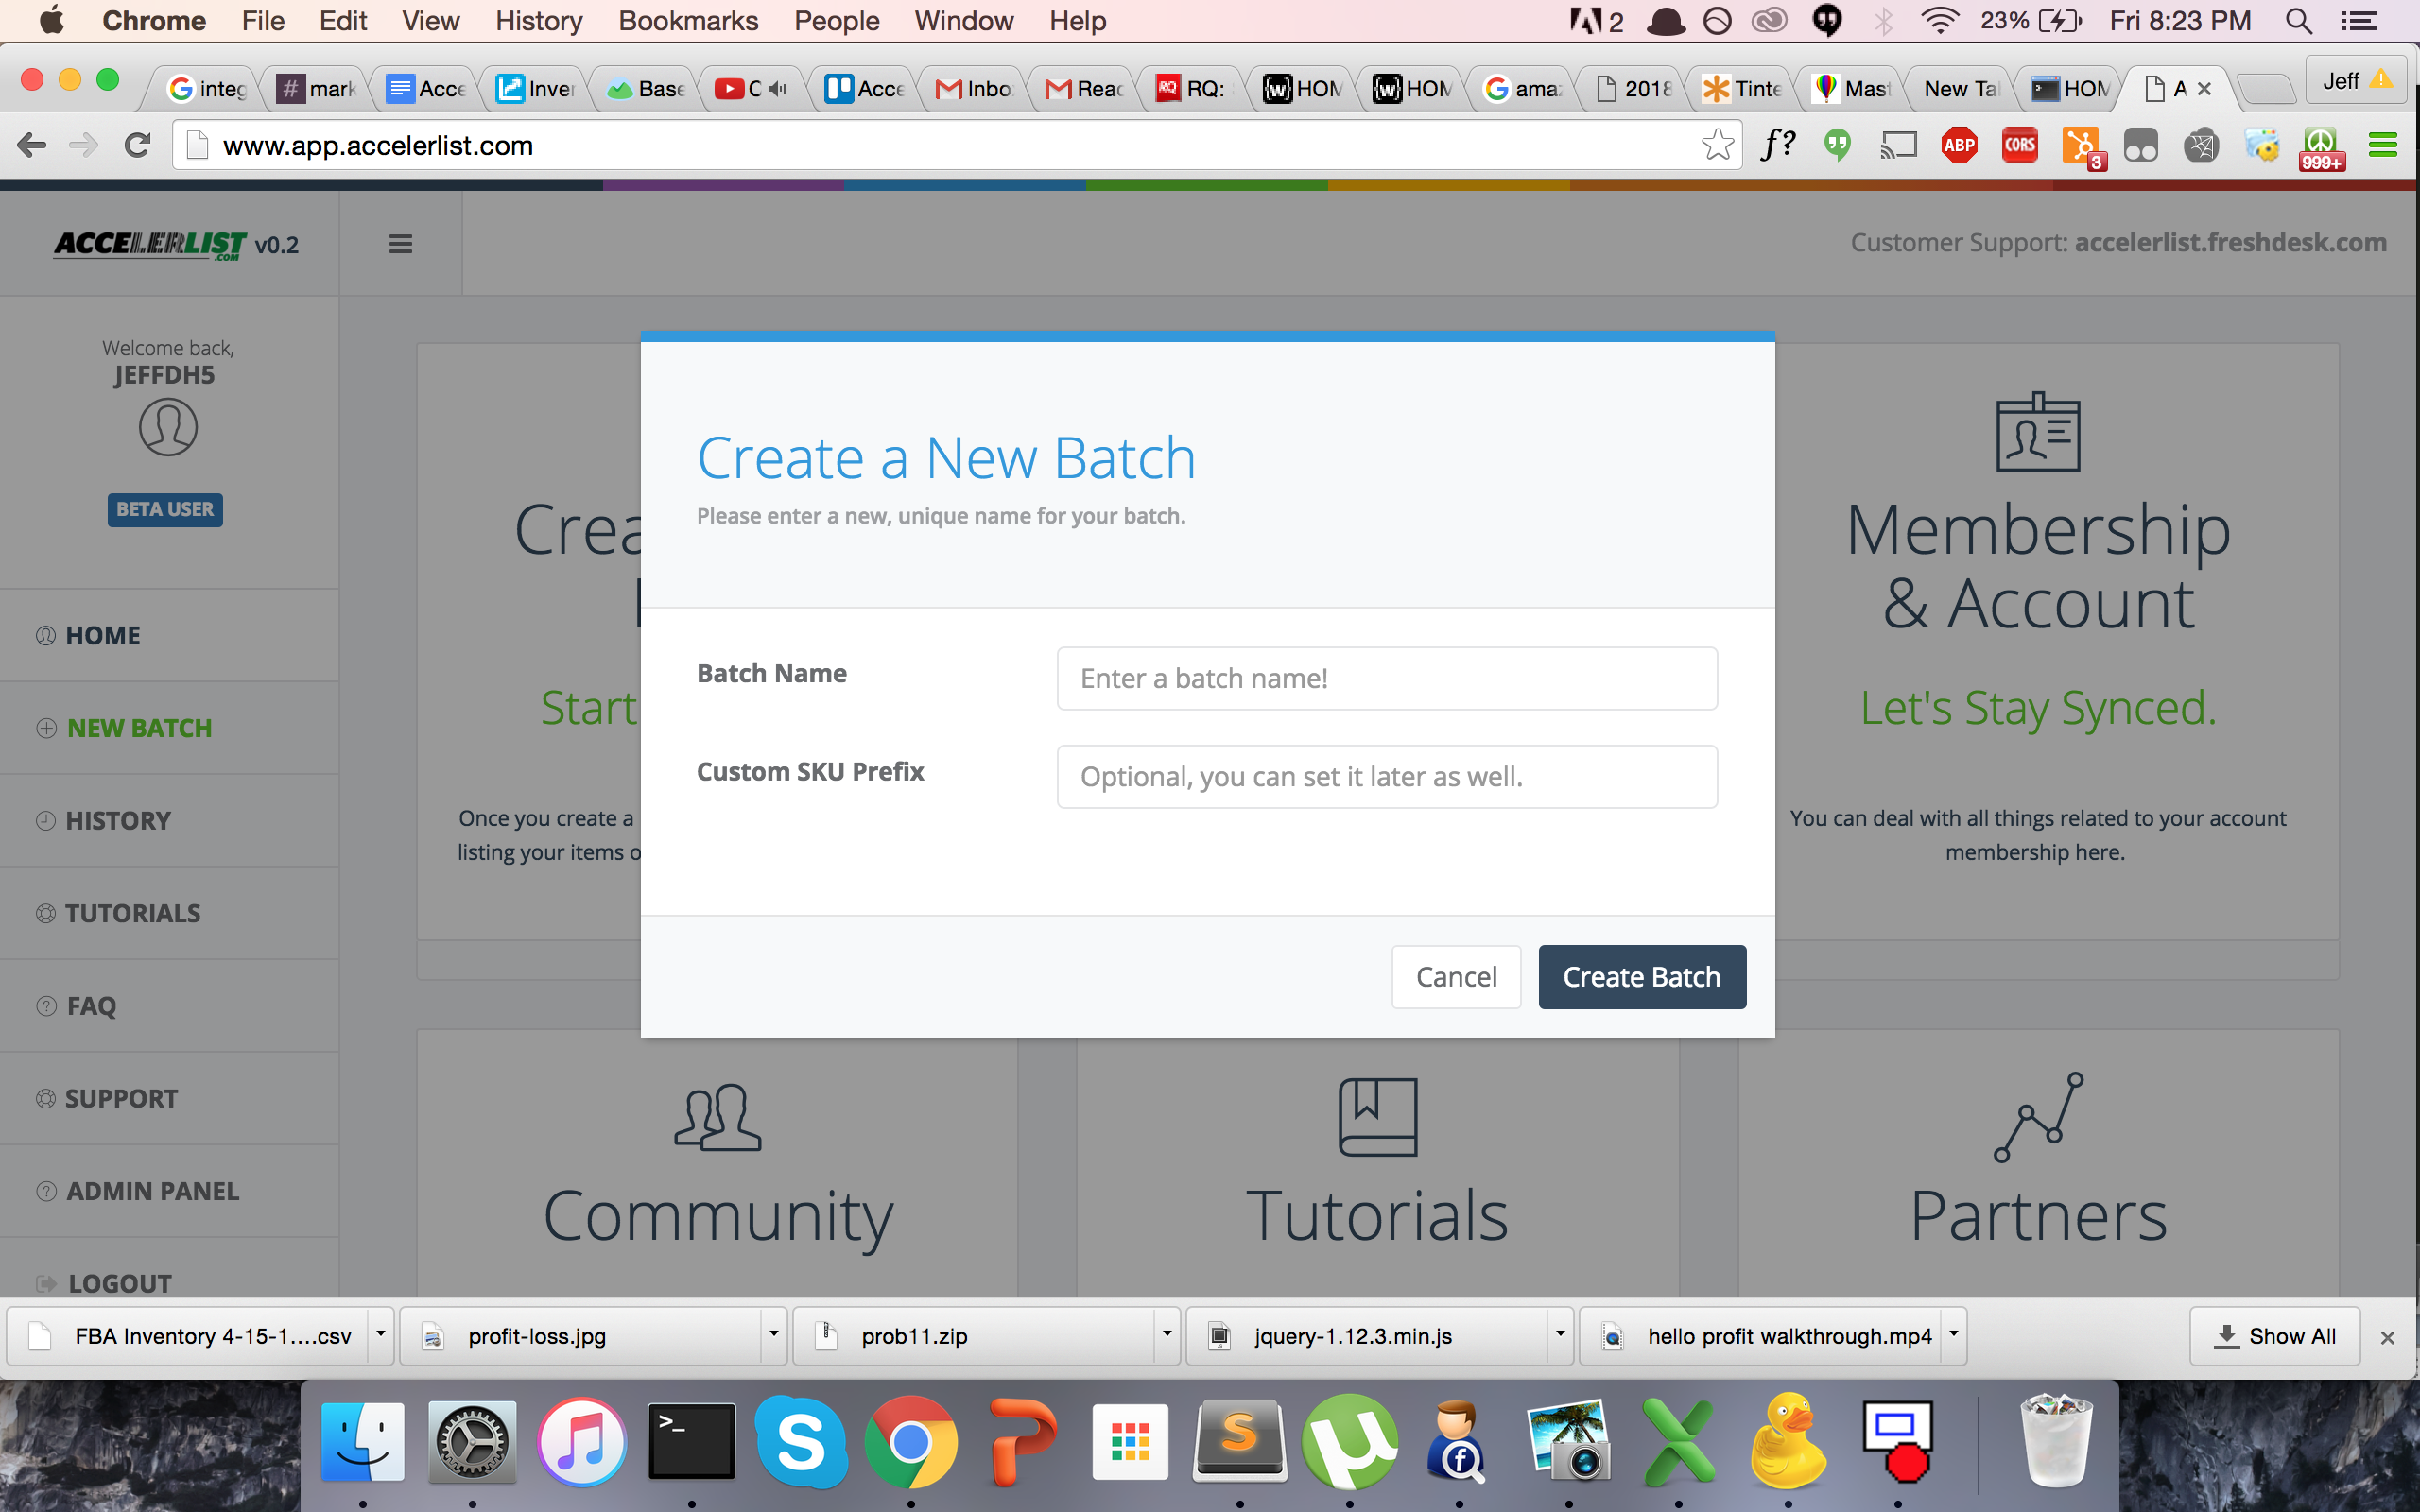 Chrome File Edit View History Bookmarks People Window Help 2 23% Fri 8:23 PM
integ # mark Acce Inver Base C Acce Inbo Read RQ RQ: {w} HOM {w} HOM ama 2018 Tinte Mast New Ta HOM A Jeff
www.app.accelerlist.com f? ABP CORS 3 999+
ACCELERLIST .COM v0.2
Customer Support: accelerlist.freshdesk.com
Welcome back,
JEFFDH5
BETA USER
HOME
NEW BATCH
HISTORY
TUTORIALS
FAQ
SUPPORT
ADMIN PANEL
LOGOUT
Crea
Start
Once you create a
listing your items o
Create a New Batch
Please enter a new, unique name for your batch.
Batch Name
Enter a batch name!
Custom SKU Prefix
Optional, you can set it later as well.
Cancel
Create Batch
Membership
& Account
Let's Stay Synced.
You can deal with all things related to your account
membership here.
Community
Tutorials
Partners
FBA Inventory 4-15-1....csv profit-loss.jpg prob11.zip jquery-1.12.3.min.js hello profit walkthrough.mp4 Show All